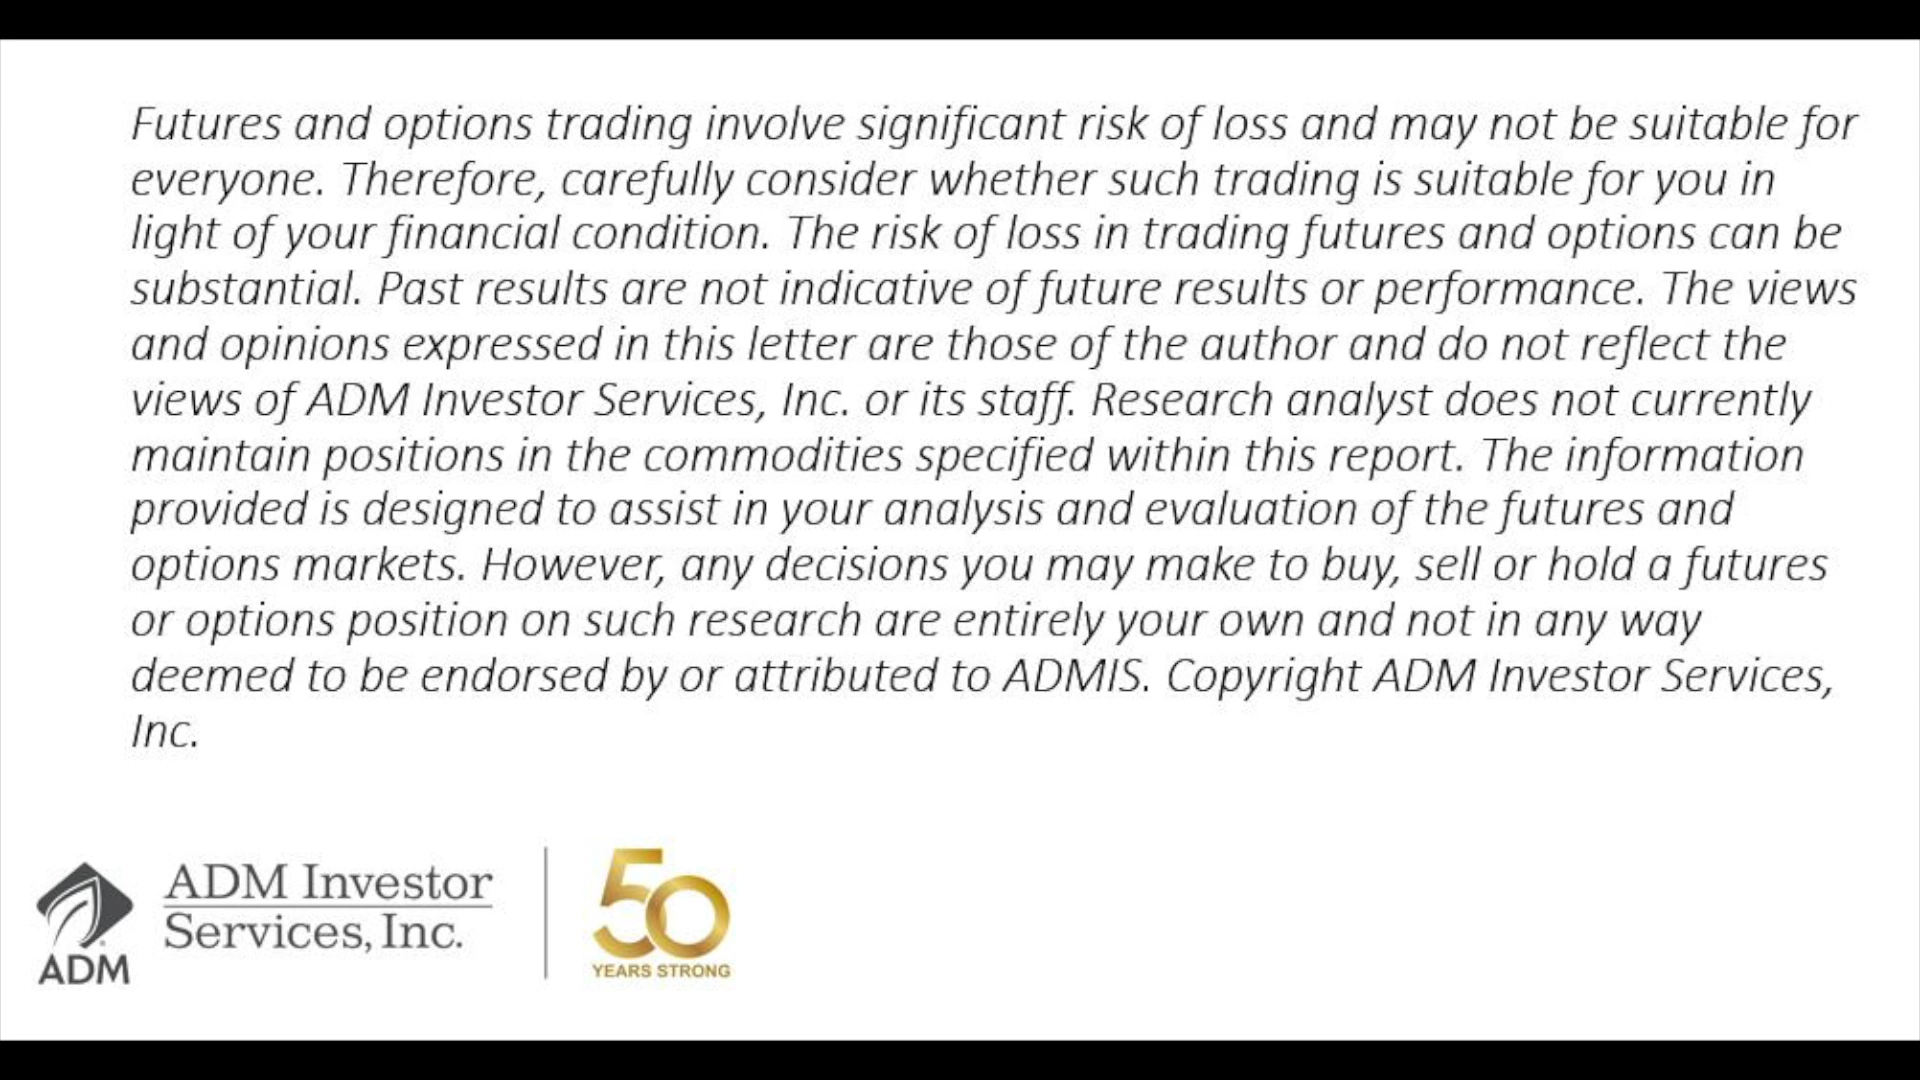 Futures and options trading involve significant risk of loss and may not be suitable for
everyone. Therefore, carefully consider whether such trading is suitable for you in
light of your financial condition. The risk of loss in trading futures and options can be
substantial. Past results are not indicative of future results or performance. The views
and opinions expressed in this letter are those of the author and do not reflect the
views of ADM Investor Services, Inc. or its staff. Research analyst does not currently
maintain positions in the commodities specified within this report. The information
provided is designed to assist in your analysis and evaluation of the futures and
options markets. However, any decisions you may make to buy, sell or hold a futures
or options position on such research are entirely your own and not in any way
deemed to be endorsed by or attributed to ADMIS. Copyright ADM Investor Services,
Inc.
ADM
ADM Investor
Services, Inc.
50
YEARS STRONG